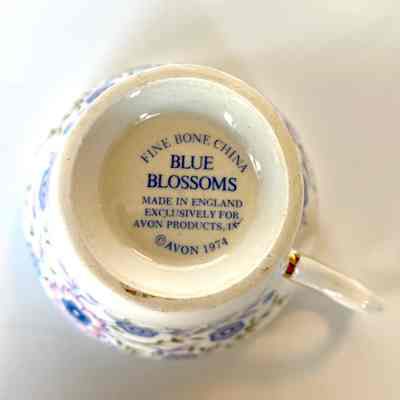 FINE BONE CHINA
BLUE
BLOSSOMS
MADE IN ENGLAND
EXCLUSIVELY FOR
AVON PRODUCTS,
©AVON 1974